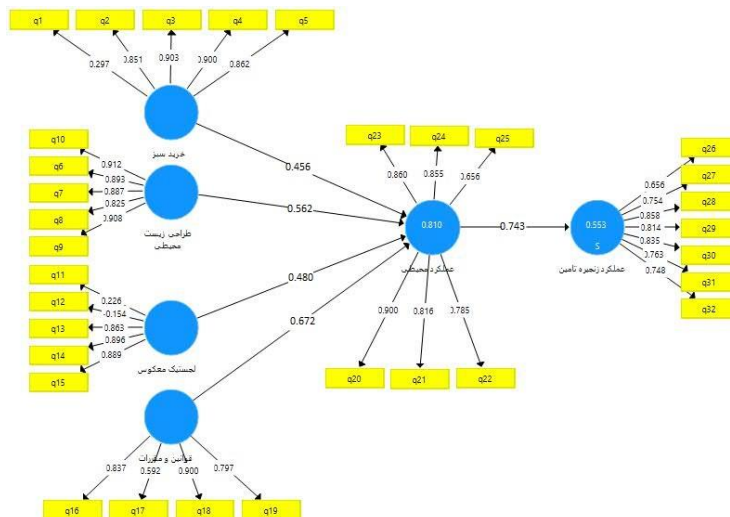 q1
q2
q3
q4
q5
0.297
0.851
0.903
0.900
0.862
خرید سبز
q10
q6
q7
q8
q9
0.912
0.893
0.887
0.825
0.908
طراحی زیست
محیطی
q11
q12
q13
q14
q15
0.226
-0.154
0.863
0.896
0.889
لجستیک معکوس
قوانین و مقررات
0.837
0.592
0.900
0.797
q16
q17
q18
q19
0.456
0.562
0.480
0.672
q23
q24
q25
0.860
0.855
0.656
0.810
عملکرد محیطی
0.900
0.816
0.785
q20
q21
q22
0.743
0.553
S
عملکرد زنجیره تامین
0.656
0.754
0.858
0.814
0.835
0.763
0.748
q26
q27
q28
q29
q30
q31
q32